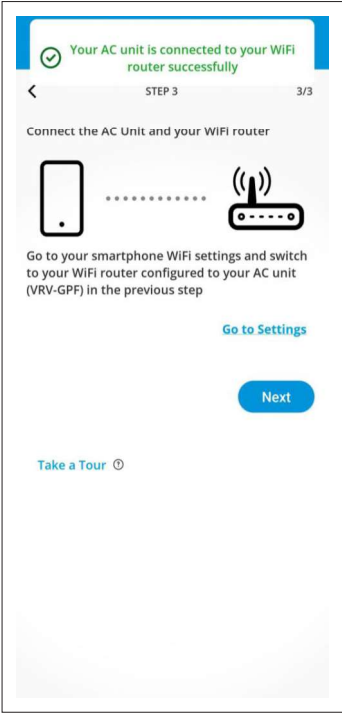 Your AC unit is connected to your WiFi
router successfully
STEP 3
3/3
Connect the AC Unit and your WiFi router
Go to your smartphone WiFi settings and switch
to your WiFi router configured to your AC unit
(VRV-GPF) in the previous step
Go to Settings
Next
Take a Tour